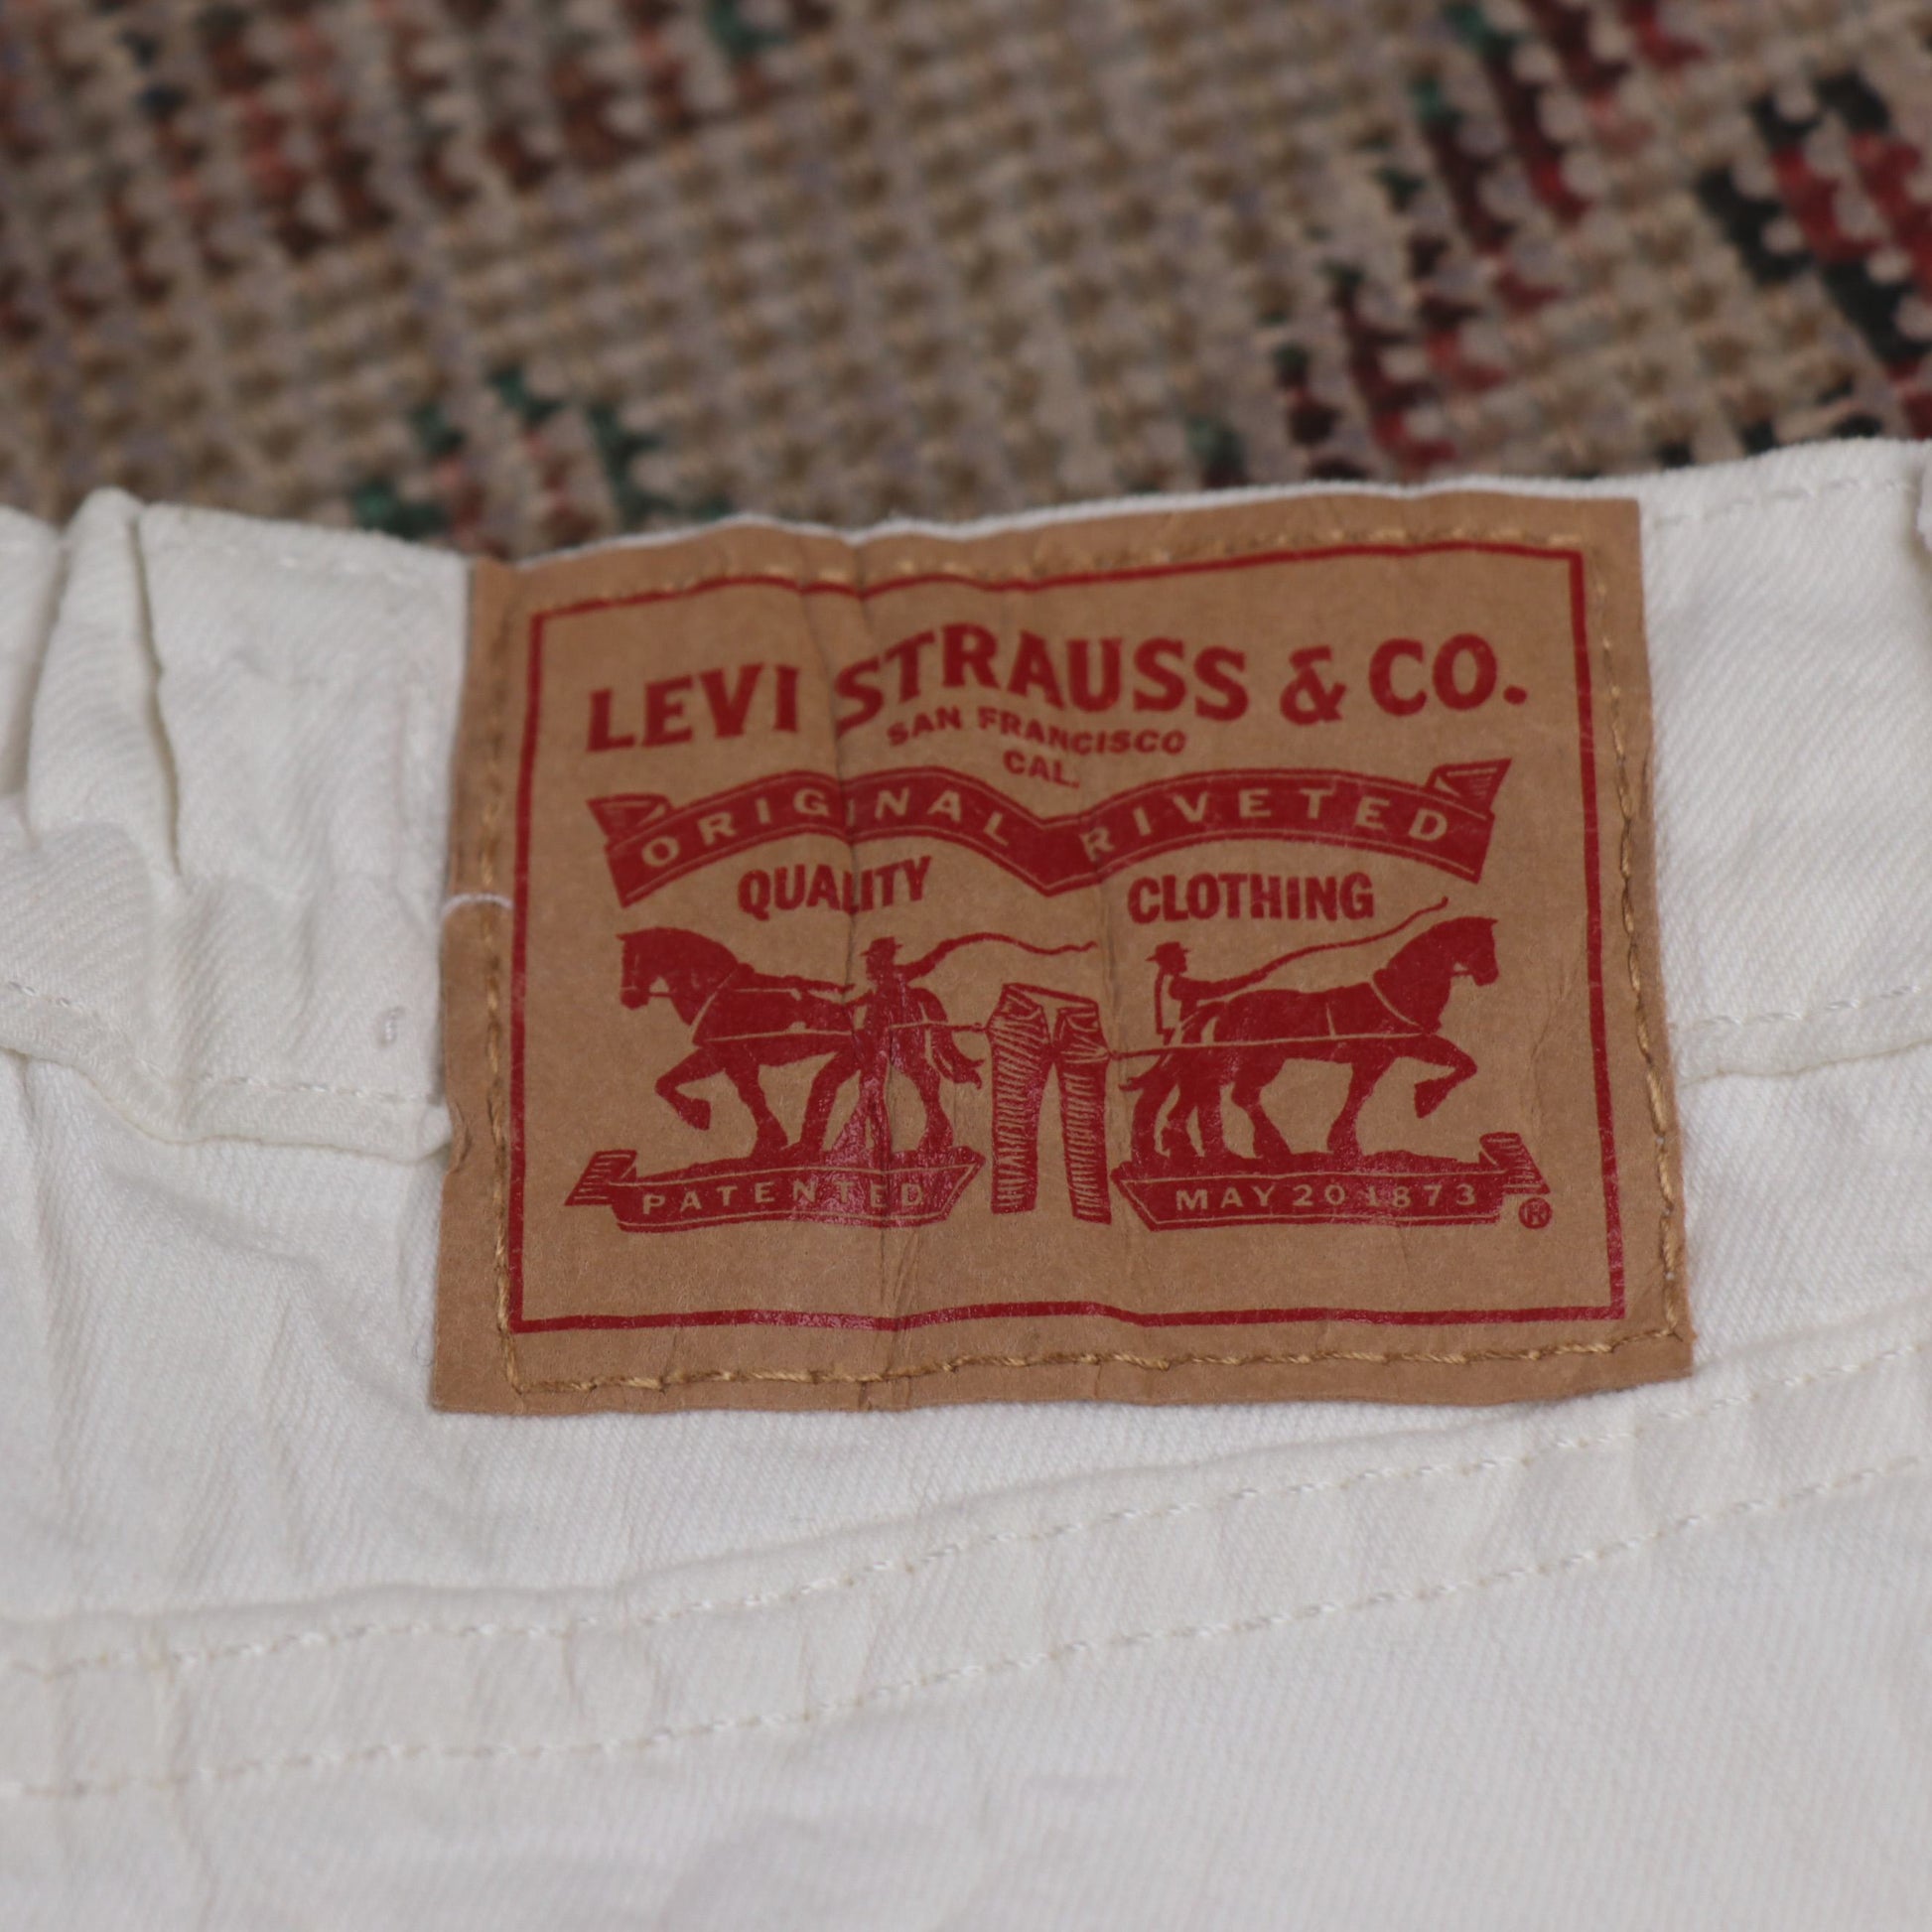 LEVI STRAUSS & CO.
SAN FRANCISCO
CAL.
ORIGINAL RIVETED
QUALITY CLOTHING
PATENTED MAY 20 1873 ®